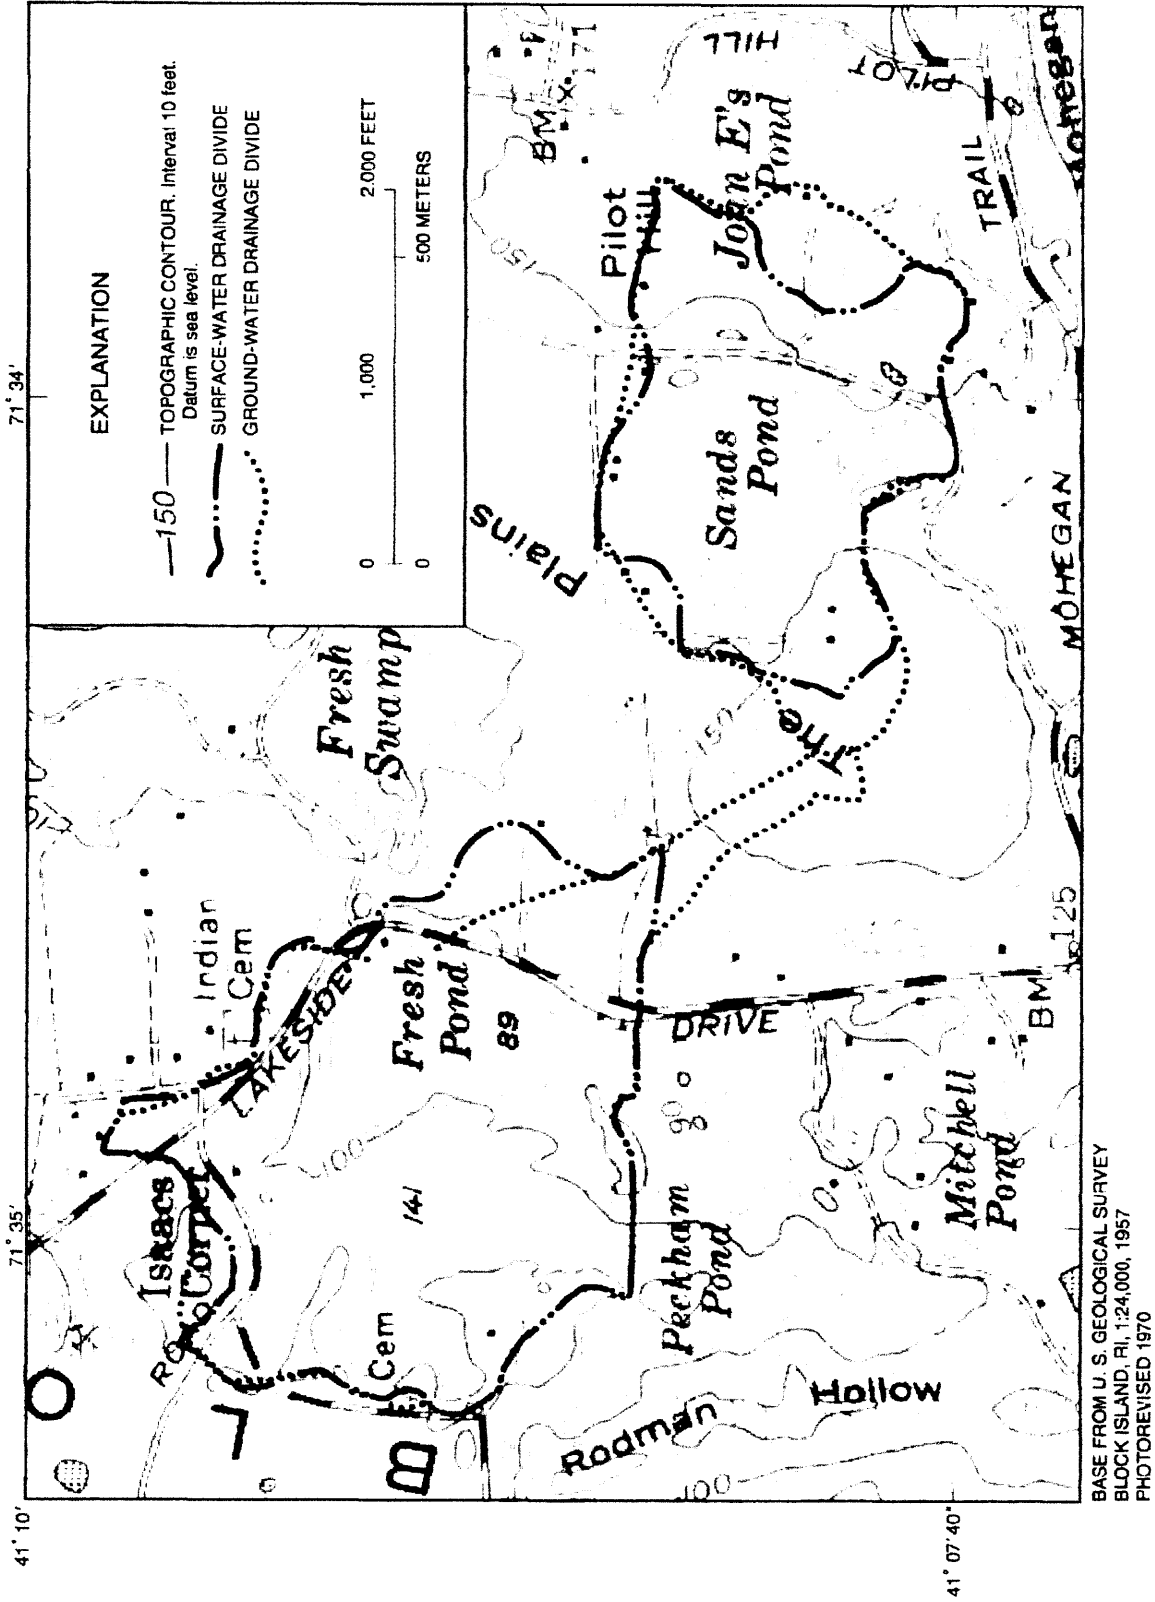 EXPLANATION
—150— TOPOGRAPHIC CONTOUR. Interval 10 feet.
Datum is sea level.
SURFACE-WATER DRAINAGE DIVIDE
GROUND-WATER DRAINAGE DIVIDE
0 1,000 2,000 FEET
0 500 METERS
71° 35'
71° 34'
41° 10'
41° 07'40"
Isaacs
Corner
Indian
Cem
LAKESIDE
DRIVE
Fresh
Swamp
Fresh
Pond
89
141
100
Cem
Peckham
Pond
90
Rodman
Hollow
100
Mitchell
Pond
BM
125
The
Plains
150
Sands
Pond
Pilot
Hill
150
John E's
Pond
BM
171
PILOT
HILL
MOHEGAN
TRAIL
Mohegan
BASE FROM U. S. GEOLOGICAL SURVEY
BLOCK ISLAND, RI, 1:24,000, 1957
PHOTOREVISED 1970